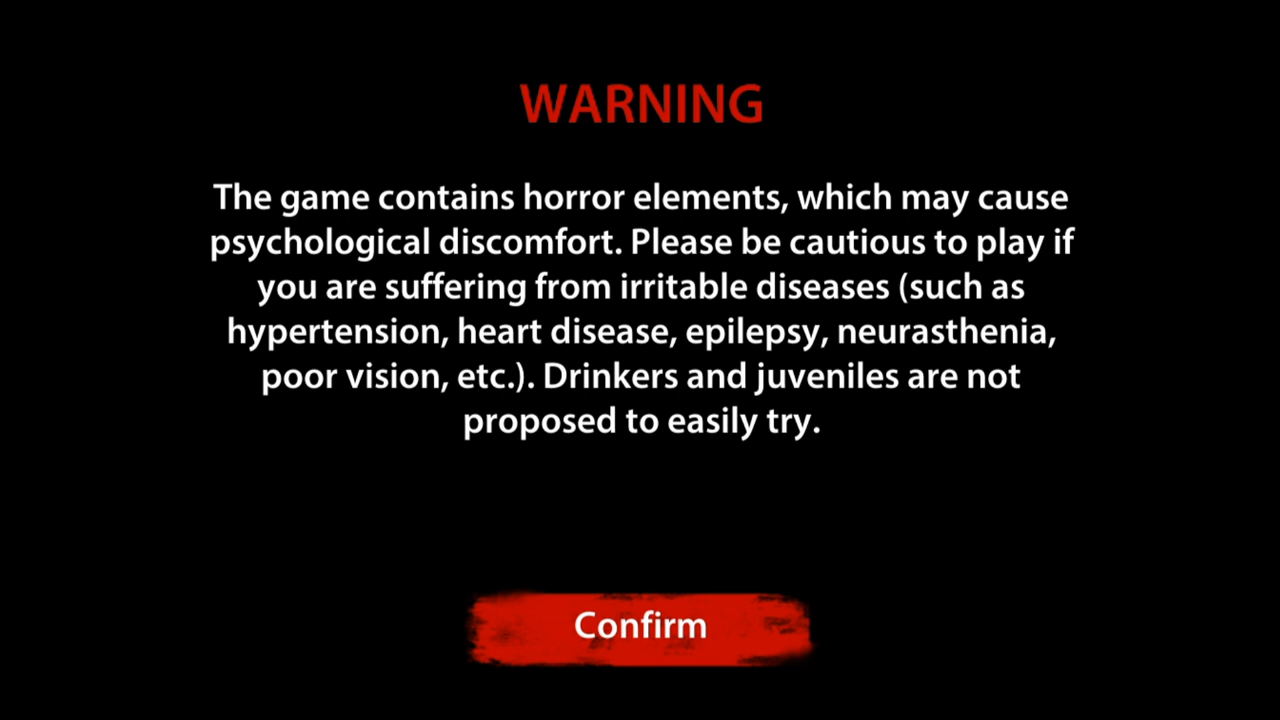 WARNING
The game contains horror elements, which may cause
psychological discomfort. Please be cautious to play if
you are suffering from irritable diseases (such as
hypertension, heart disease, epilepsy, neurasthenia,
poor vision, etc.). Drinkers and juveniles are not
proposed to easily try.
Confirm